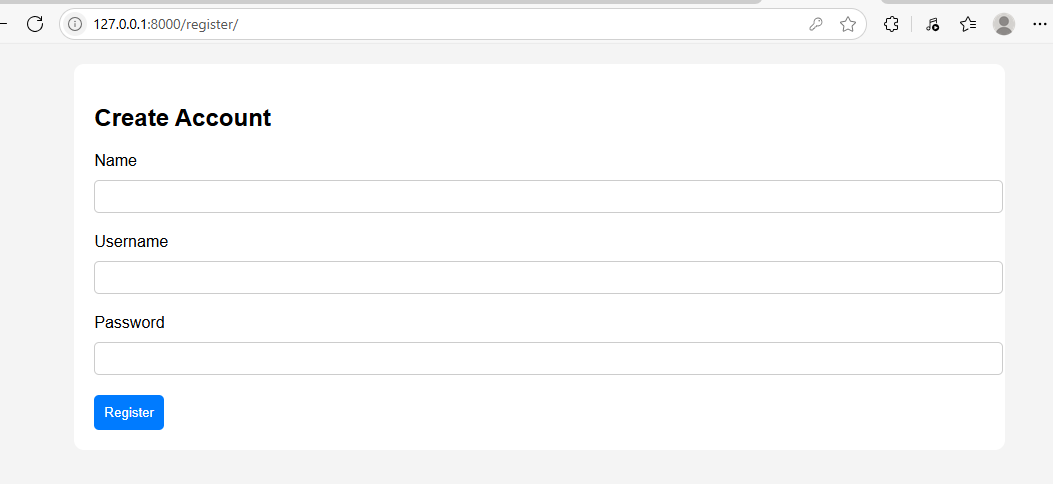 127.0.0.1:8000/register/
Create Account
Name
Username
Password
Register